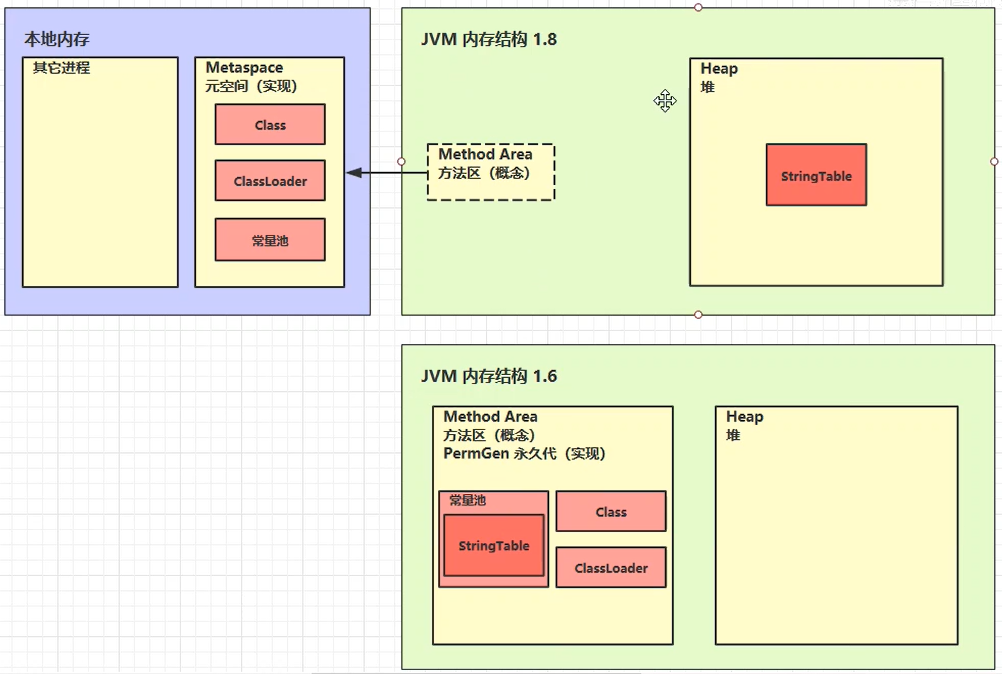 本地内存
其它进程
Metaspace
元空间（实现）
Class
ClassLoader
常量池
JVM 内存结构 1.8
Method Area
方法区（概念）
Heap
堆
StringTable
JVM 内存结构 1.6
Method Area
方法区（概念）
PermGen 永久代（实现）
常量池
StringTable
Class
ClassLoader
Heap
堆